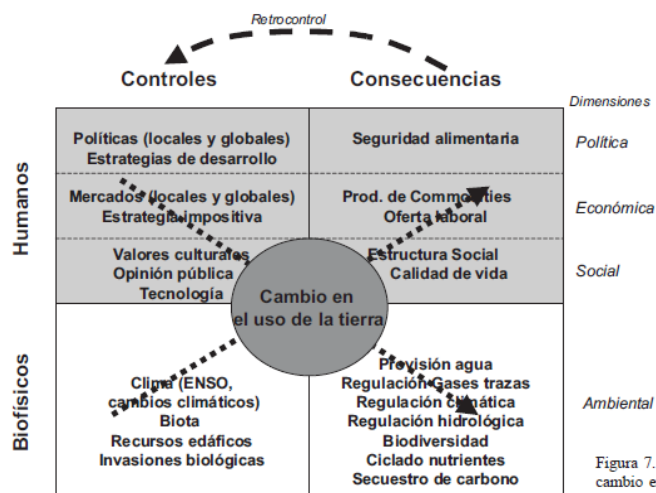 Retrocontrol
Controles
Consecuencias
Dimensiones
Humanos
Políticas (locales y globales)
Estrategias de desarrollo
Seguridad alimentaria
Política
Mercados (locales y globales)
Estrategia impositiva
Prod. de Commodities
Oferta laboral
Económica
Valores culturales
Opinión pública
Tecnología
Estructura Social
Calidad de vida
Social
Cambio en
el uso de la tierra
Biofísicos
Clima (ENSO,
cambios climáticos)
Biota
Recursos edáficos
Invasiones biológicas
Provisión agua
Regulación Gases trazas
Regulación climática
Regulación hidrológica
Biodiversidad
Ciclado nutrientes
Secuestro de carbono
Ambiental
Figura 7.
cambio e